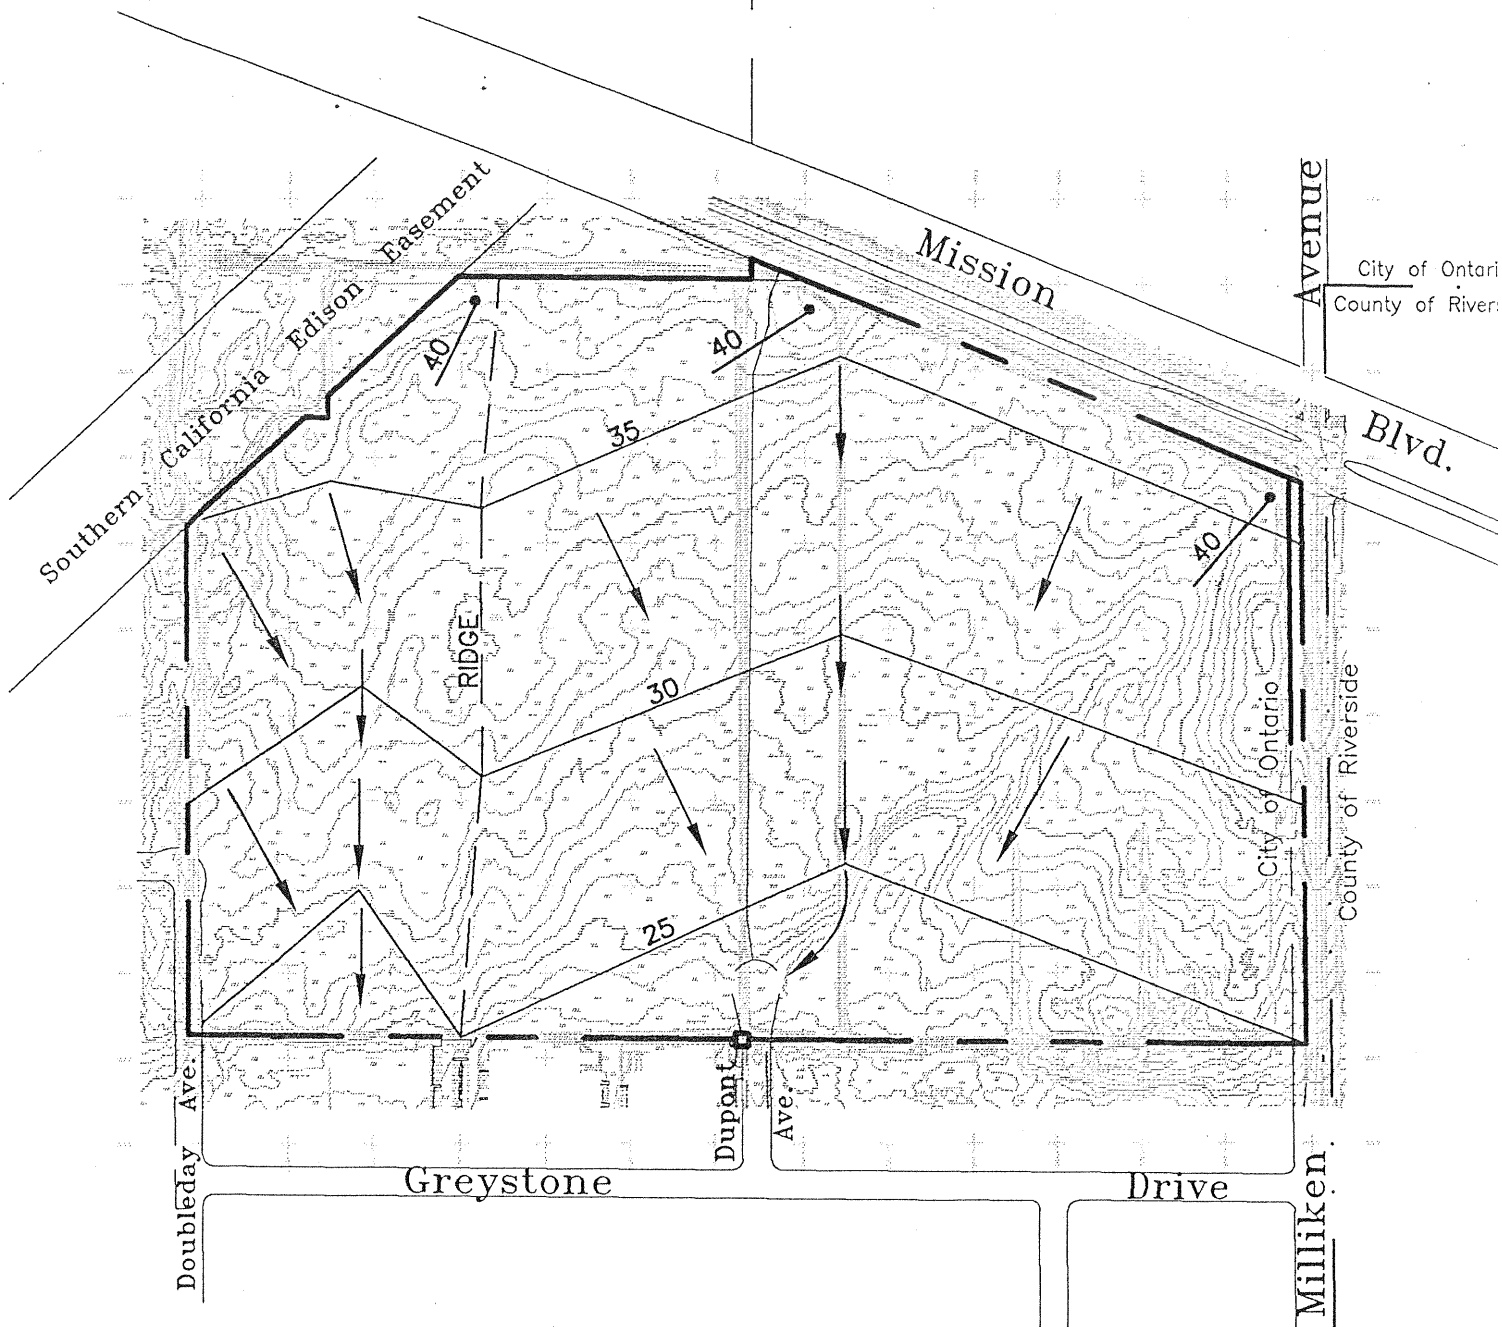 Mission
Blvd.
Avenue
City of Ontari
County of Rivers
Southern California Edison Easement
40
40
40
35
RIDGE
30
25
City of Ontario
County of Riverside
Dupont
Ave.
Doubleday Ave.
Greystone Drive
Milliken